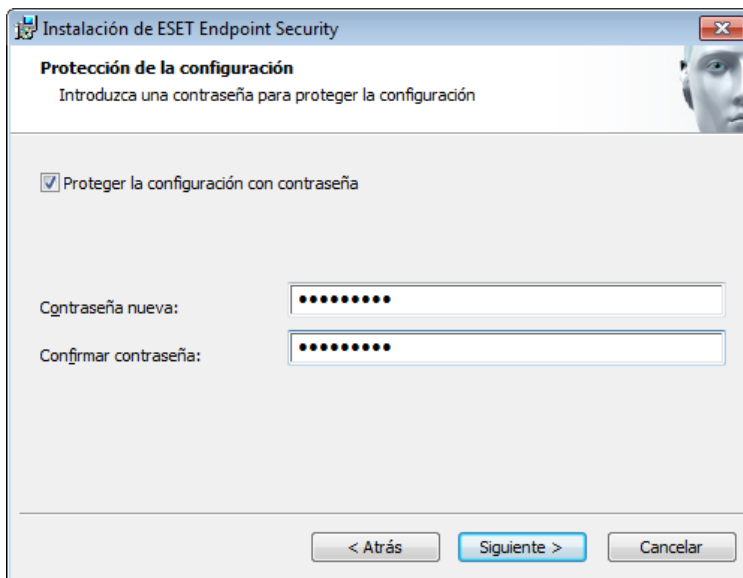 Instalación de ESET Endpoint Security
Protección de la configuración
Introduzca una contraseña para proteger la configuración
Proteger la configuración con contraseña
Contraseña nueva:
•••••••••
Confirmar contraseña:
•••••••••
< Atrás
Siguiente >
Cancelar